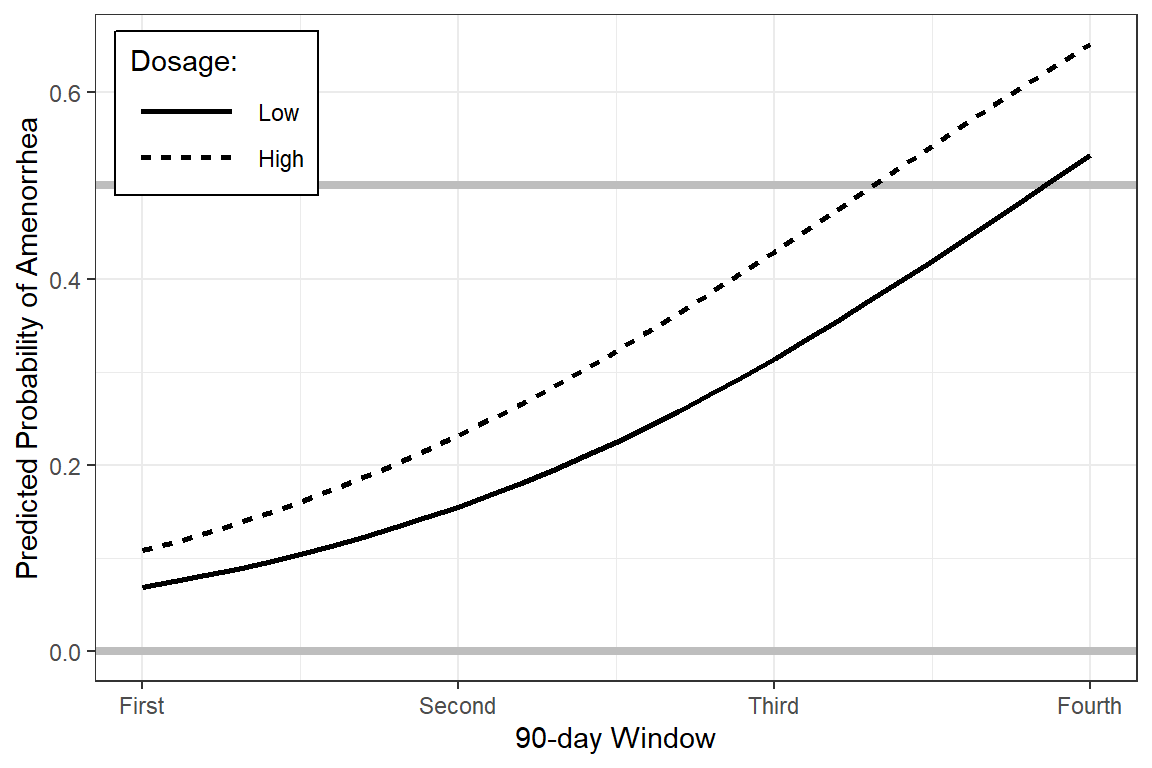 Dosage:
Low
High
Predicted Probability of Amenorrhea
0.6
0.4
0.2
0.0
First Second Third Fourth
90-day Window